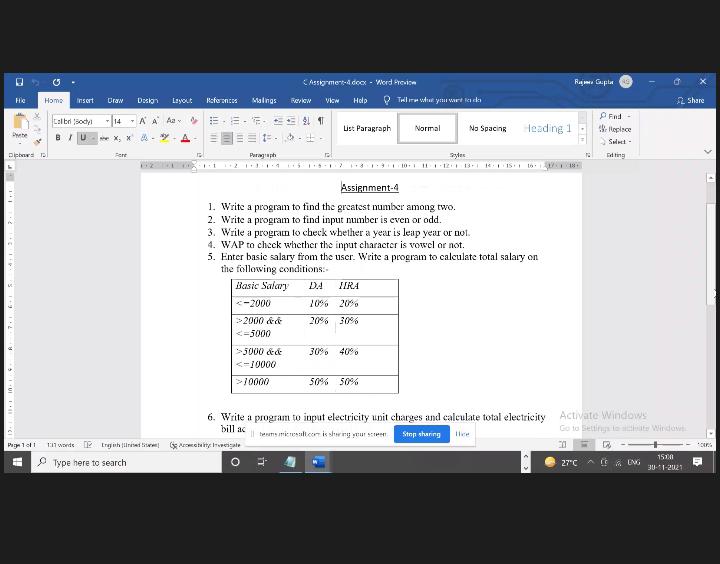 C Assignment-4.docx - Word Preview
Rajeev Gupta
RG
File Home Insert Draw Design Layout References Mailings Review View Help Tell me what you want to do
Share
Paste
Calibri (Body) 14 A A Aa
B I U abc x₂ x² A A
List Paragraph Normal No Spacing Heading 1
Find
Replace
Select
Clipboard Font Paragraph Styles Editing
Assignment-4
1. Write a program to find the greatest number among two.
2. Write a program to find input number is even or odd.
3. Write a program to check whether a year is leap year or not.
4. WAP to check whether the input character is vowel or not.
5. Enter basic salary from the user. Write a program to calculate total salary on
the following conditions:-
Basic Salary DA HRA
<=2000 10% 20%
>2000 && 20% 30%
<=5000
>5000 && 30% 40%
<=10000
>10000 50% 50%
6. Write a program to input electricity unit charges and calculate total electricity
bill ac
Activate Windows
Go to Settings to activate Windows.
teams.microsoft.com is sharing your screen. Stop sharing Hide
Page 1 of 1 131 words English (United States) Accessibility: Investigate 100%
Type here to search
27°C ENG
15:08
30-11-2021